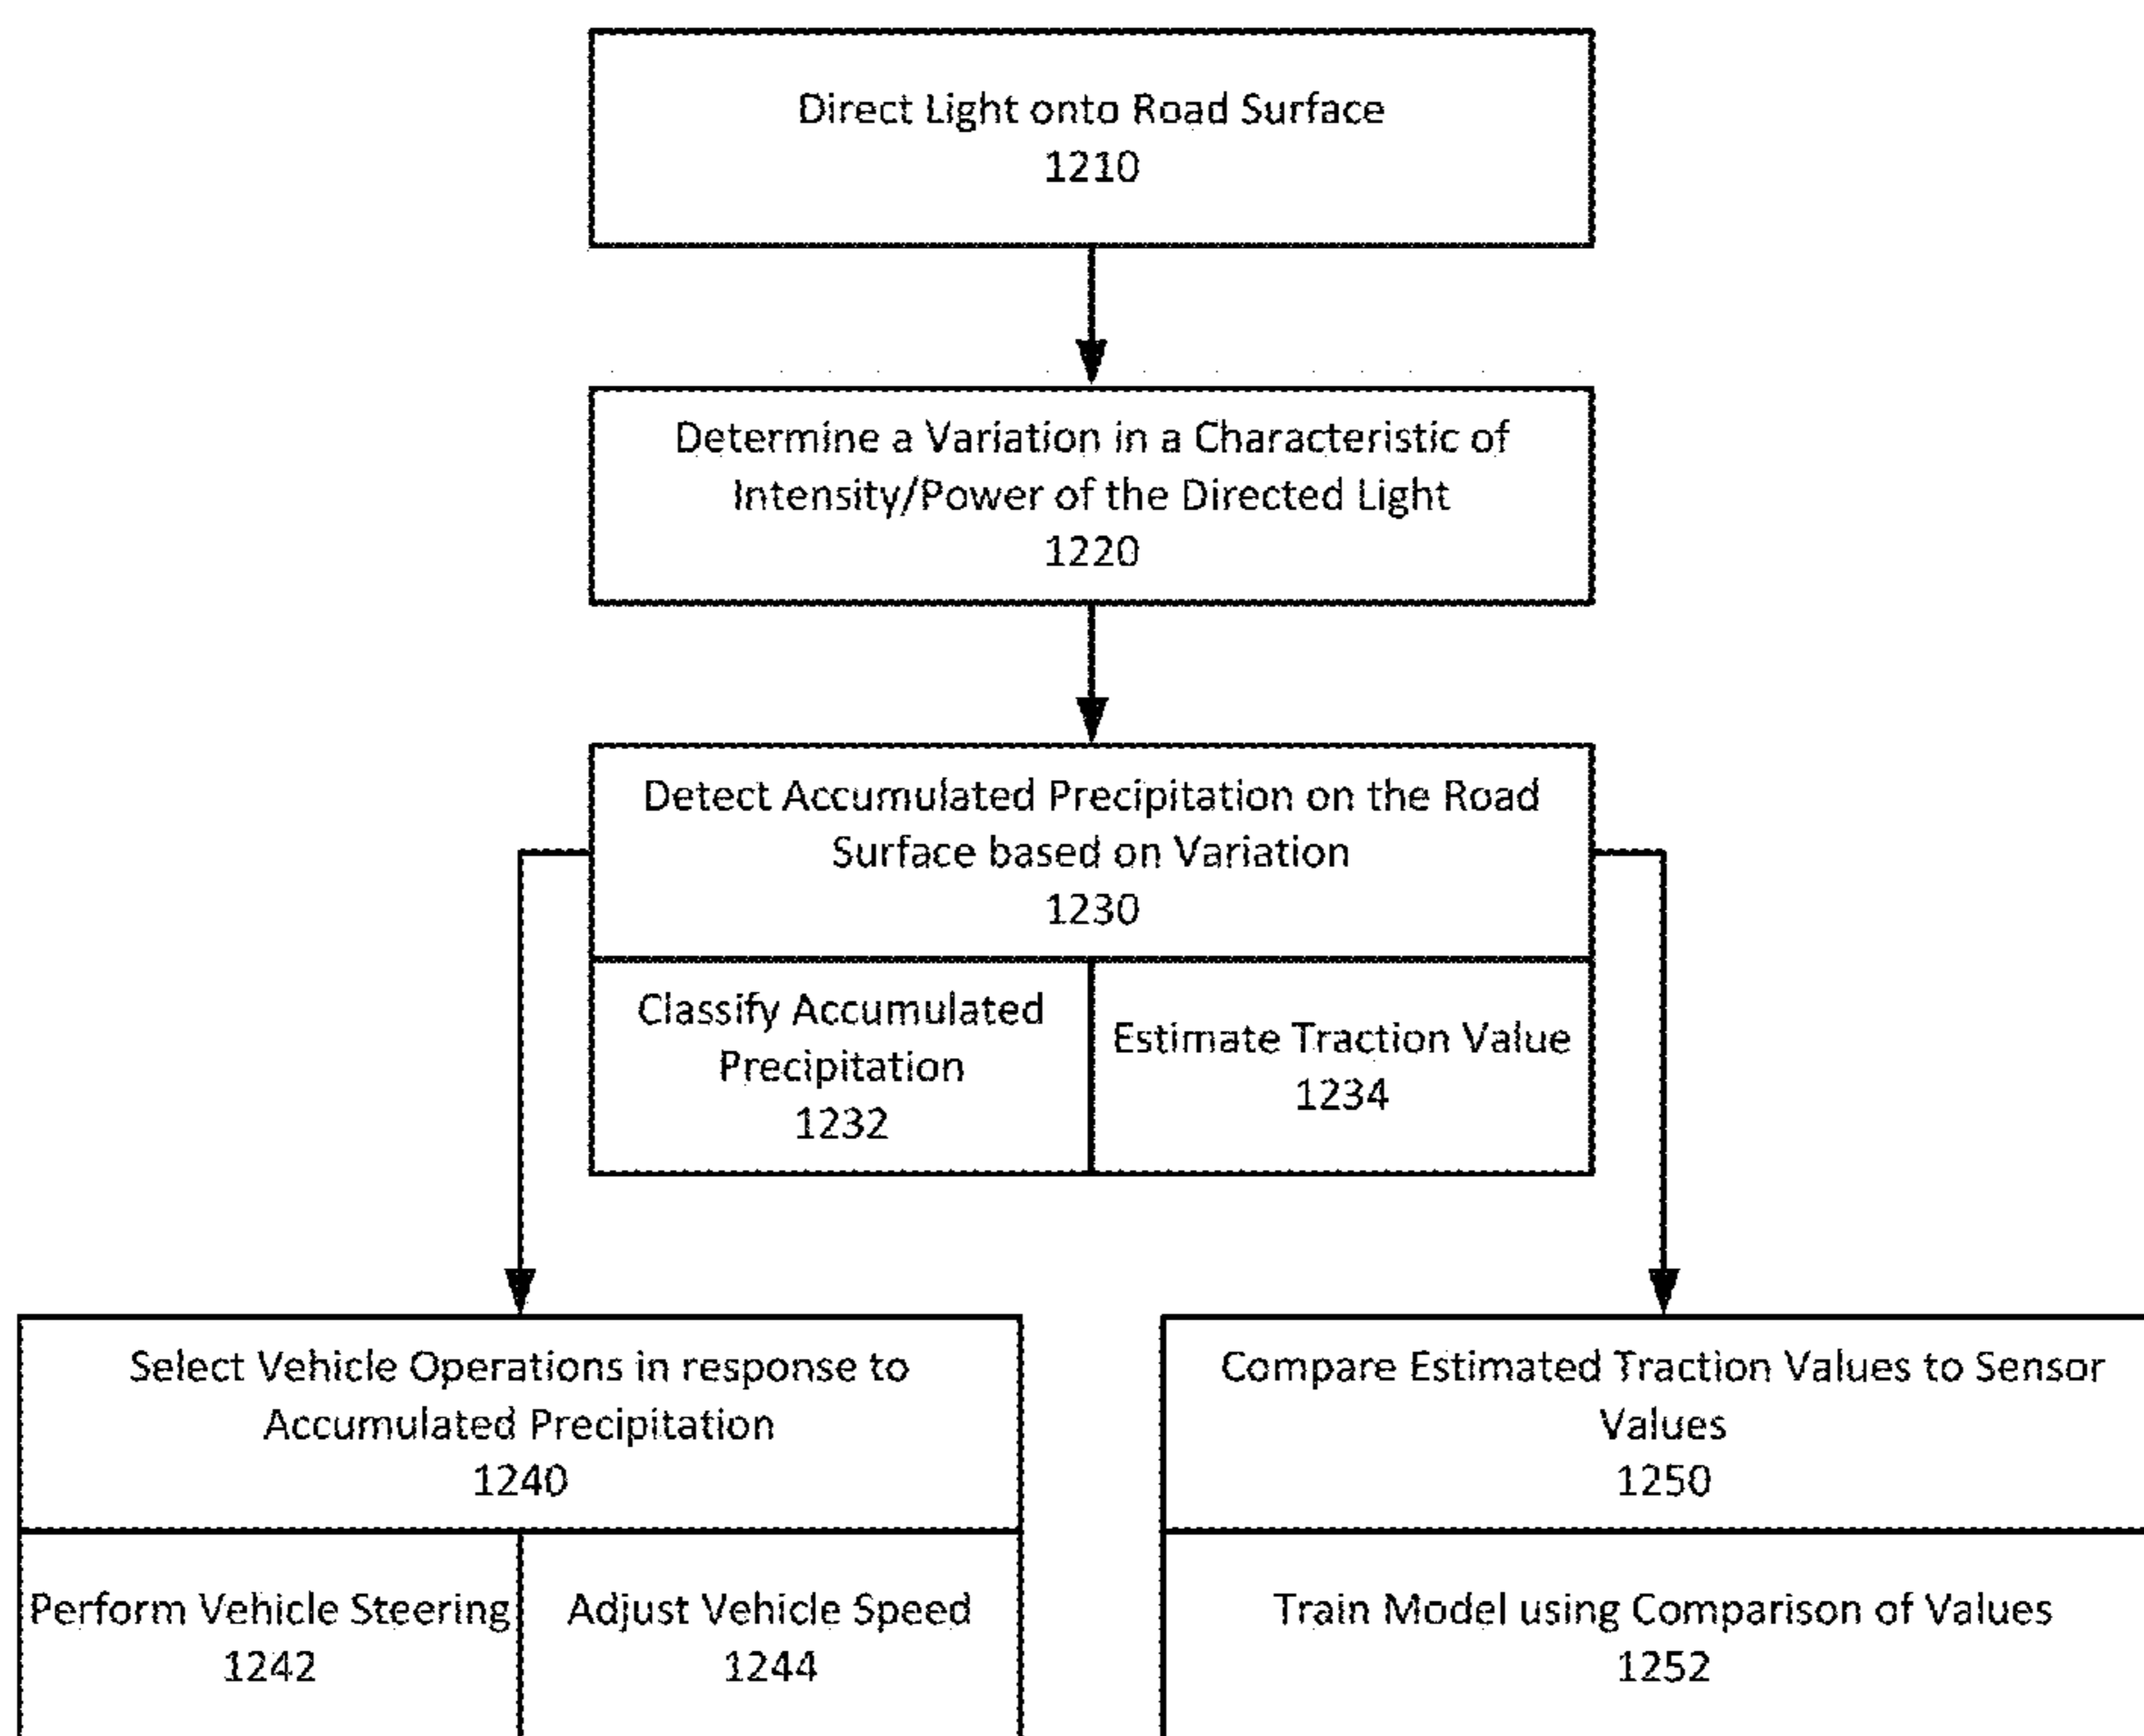 Direct Light onto Road Surface
1210
Determine a Variation in a Characteristic of
Intensity/Power of the Directed Light
1220
Detect Accumulated Precipitation on the Road
Surface based on Variation
1230
Classify Accumulated
Precipitation
1232
Estimate Traction Value
1234
Select Vehicle Operations in response to
Accumulated Precipitation
1240
Perform Vehicle Steering
1242
Adjust Vehicle Speed
1244
Compare Estimated Traction Values to Sensor
Values
1250
Train Model using Comparison of Values
1252